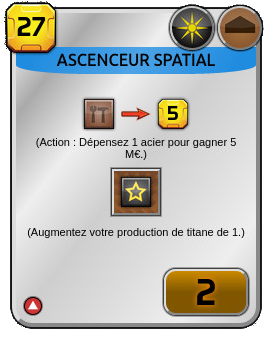 27
ASCENCEUR SPATIAL
5
(Action : Dépensez 1 acier pour gagner 5
M€.)
(Augmentez votre production de titane de 1.)
2